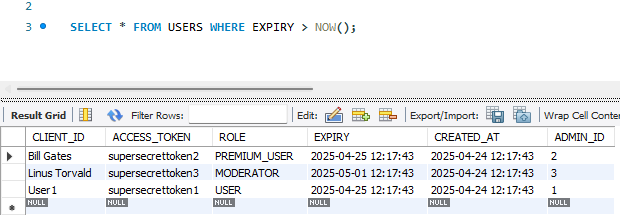 2
3 SELECT * FROM USERS WHERE EXPIRY > NOW();
Result Grid Filter Rows: Edit: Export/Import: Wrap Cell Conten
CLIENT_ID ACCESS_TOKEN ROLE EXPIRY CREATED_AT ADMIN_ID
Bill Gates supersecrettoken2 PREMIUM_USER 2025-04-25 12:17:43 2025-04-24 12:17:43 2
Linus Torvald supersecrettoken3 MODERATOR 2025-05-01 12:17:43 2025-04-24 12:17:43 3
User1 supersecrettoken1 USER 2025-04-25 12:17:43 2025-04-24 12:17:43 1
NULL NULL NULL NULL NULL NULL